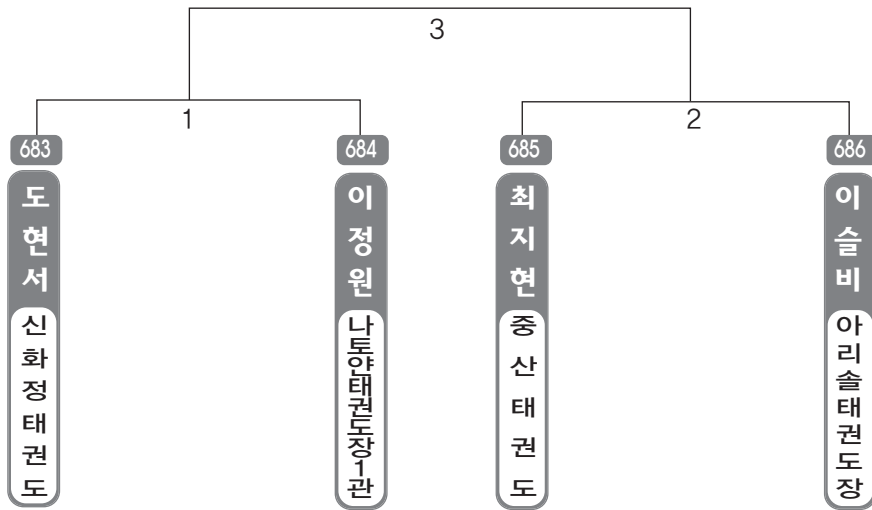 3
1
2
683
684
685
686
도현서
이정원
최지현
이슬비
신화정태권도
나토얀태권도장1관
중산태권도
아리솔태권도장